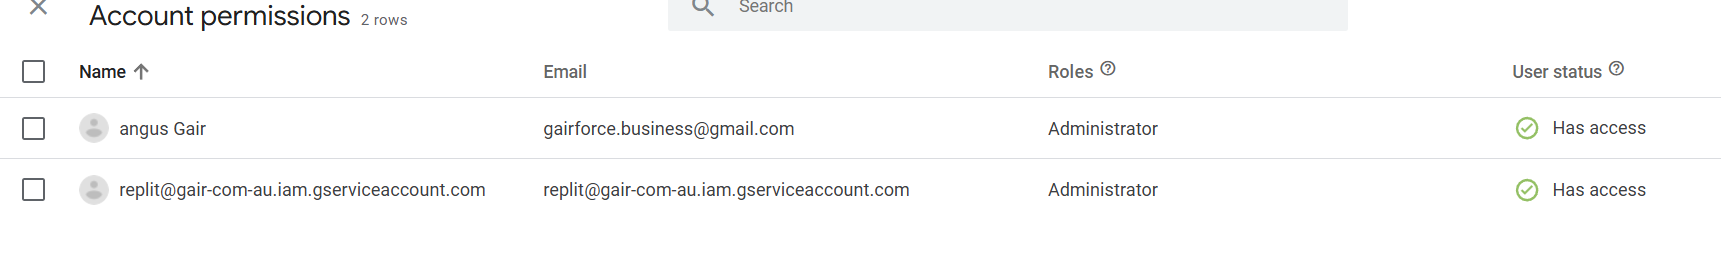 Account permissions 2 rows
Search
Name Email Roles User status
angus Gair gairforce.business@gmail.com Administrator Has access
replit@gair-com-au.iam.gserviceaccount.com replit@gair-com-au.iam.gserviceaccount.com Administrator Has access